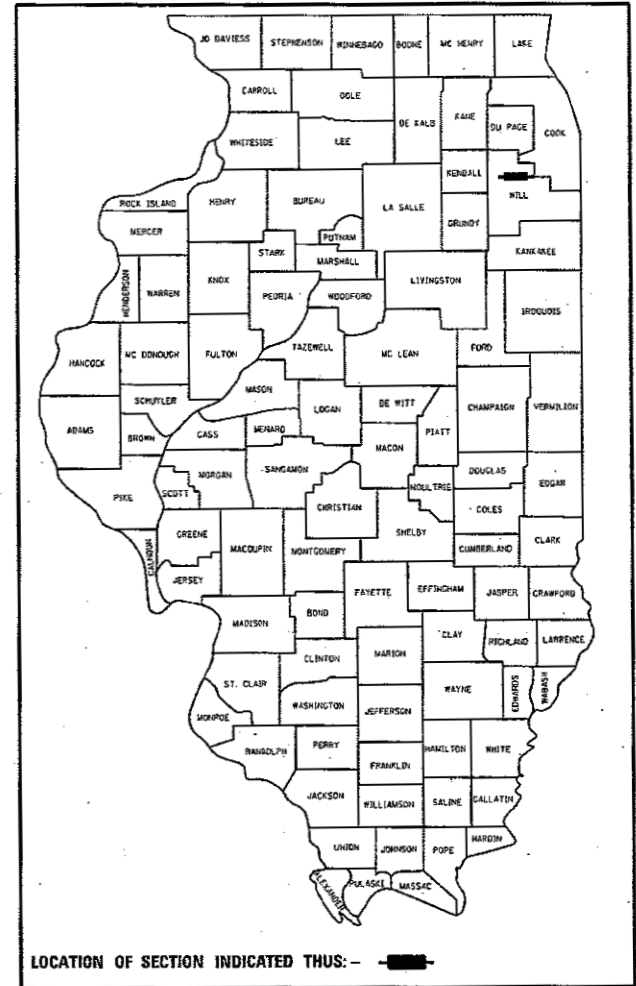 JO DAVIESS STEPHENSON WINNEBAGO BOONE MC HENRY LAKE
CARROLL OGLE DE KALB KANE DU PAGE COOK
WHITESIDE LEE KENDALL WILL
ROCK ISLAND HENRY BUREAU LA SALLE GRUNDY
MERCER PUTNAM KANKAKEE
STARK MARSHALL LIVINGSTON
HENDERSON WARREN KNOX PEORIA WOODFORD IROQUOIS
HANCOCK MC DONOUGH FULTON TAZEWELL MC LEAN FORD
SCHUYLER MASON LOGAN DE WITT CHAMPAIGN VERMILION
ADAMS BROWN CASS MENARD MACON PIATT
PIKE SCOTT MORGAN SANGAMON MOULTRIE DOUGLAS EDGAR
CHRISTIAN COLES
CALHOUN GREENE MACOUPIN MONTGOMERY SHELBY CUMBERLAND CLARK
JERSEY FAYETTE EFFINGHAM JASPER CRAWFORD
MADISON BOND CLAY RICHLAND LAWRENCE
CLINTON MARION
ST. CLAIR WAYNE EDWARDS WABASH
WASHINGTON JEFFERSON
MONROE
RANDOLPH PERRY HAMILTON WHITE
FRANKLIN
JACKSON WILLIAMSON SALINE GALLATIN
UNION JOHNSON POPE HARDIN
ALEXANDER PULASKI MASSAC
LOCATION OF SECTION INDICATED THUS: -